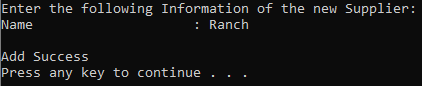 Enter the following Information of the new Supplier:
Name                    : Ranch
Add Success
Press any key to continue . . .